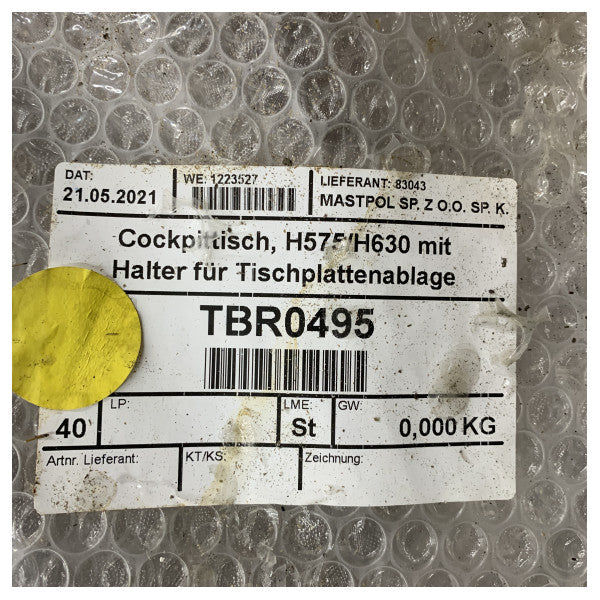 DAT:
21.05.2021
WE: 1223527
LIEFERANT: 83043
MASTPOL SP. Z O.O. SP. K.
Cockpittisch, H575/H630 mit
Halter für Tischplattenablage
TBR0495
40
LP:
LME:
St
GW:
0,000 KG
Artnr. Lieferant:
KT/KS:
Zeichnung: